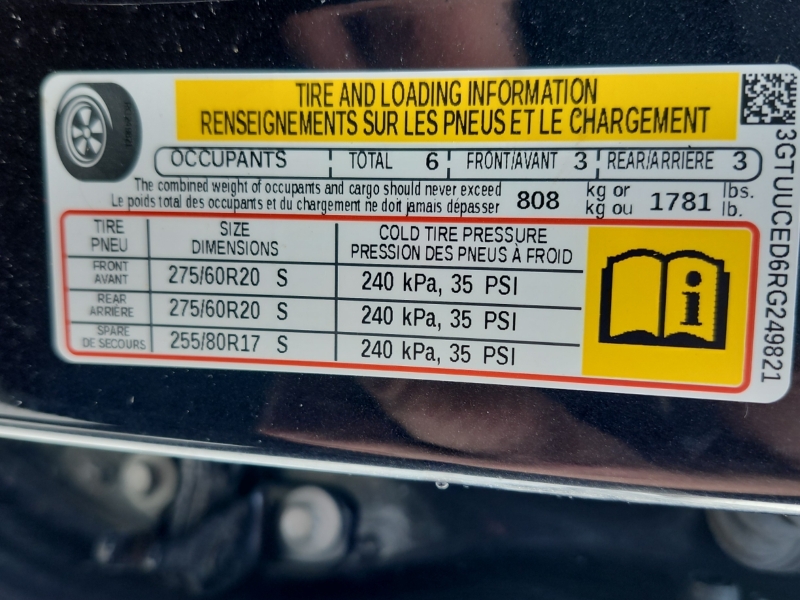 TIRE AND LOADING INFORMATION
RENSEIGNEMENTS SUR LES PNEUS ET LE CHARGEMENT
OCCUPANTS TOTAL 6 FRONT/AVANT 3 REAR/ARRIÈRE 3
The combined weight of occupants and cargo should never exceed 808 kg or 1781 lbs.
Le poids total des occupants et du chargement ne doit jamais dépasser kg ou lb.
TIRE SIZE COLD TIRE PRESSURE
PNEU DIMENSIONS PRESSION DES PNEUS À FROID
FRONT
AVANT 275/60R20 S 240 kPa, 35 PSI
REAR
ARRIÈRE 275/60R20 S 240 kPa, 35 PSI
SPARE
DE SECOURS 255/80R17 S 240 kPa, 35 PSI
3GTUUCED6RG249821